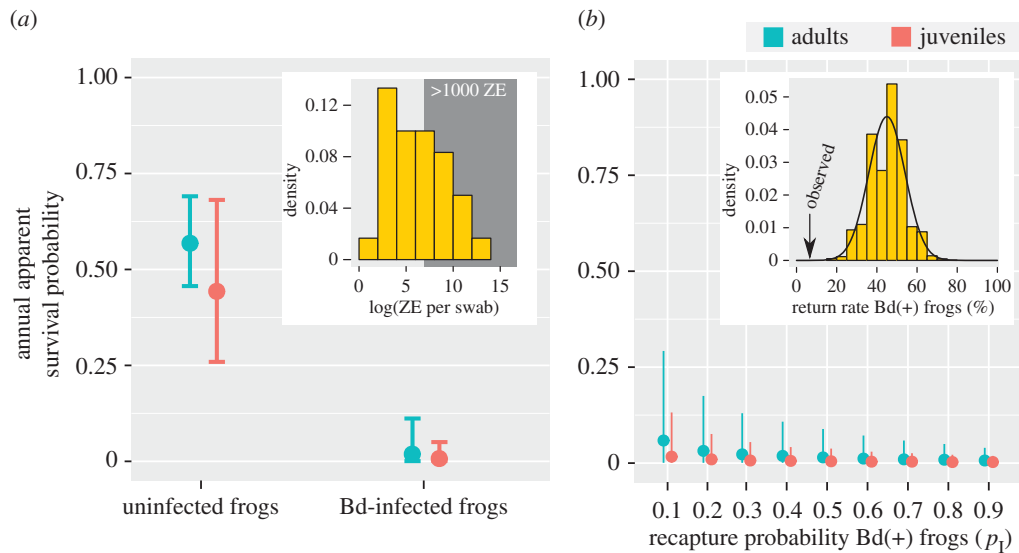 (a)
1.00
0.75
0.50
0.25
0
annual apparent
survival probability
uninfected frogs
Bd-infected frogs
>1000 ZE
0.12
0.08
0.04
0
density
0
5
10
15
log(ZE per swab)
(b)
adults
juveniles
1.00
0.75
0.50
0.25
0
0.1 0.2 0.3 0.4 0.5 0.6 0.7 0.8 0.9
recapture probability Bd(+) frogs (pI)
0.05
0.04
0.03
0.02
0.01
0
density
observed
0 20 40 60 80 100
return rate Bd(+) frogs (%)